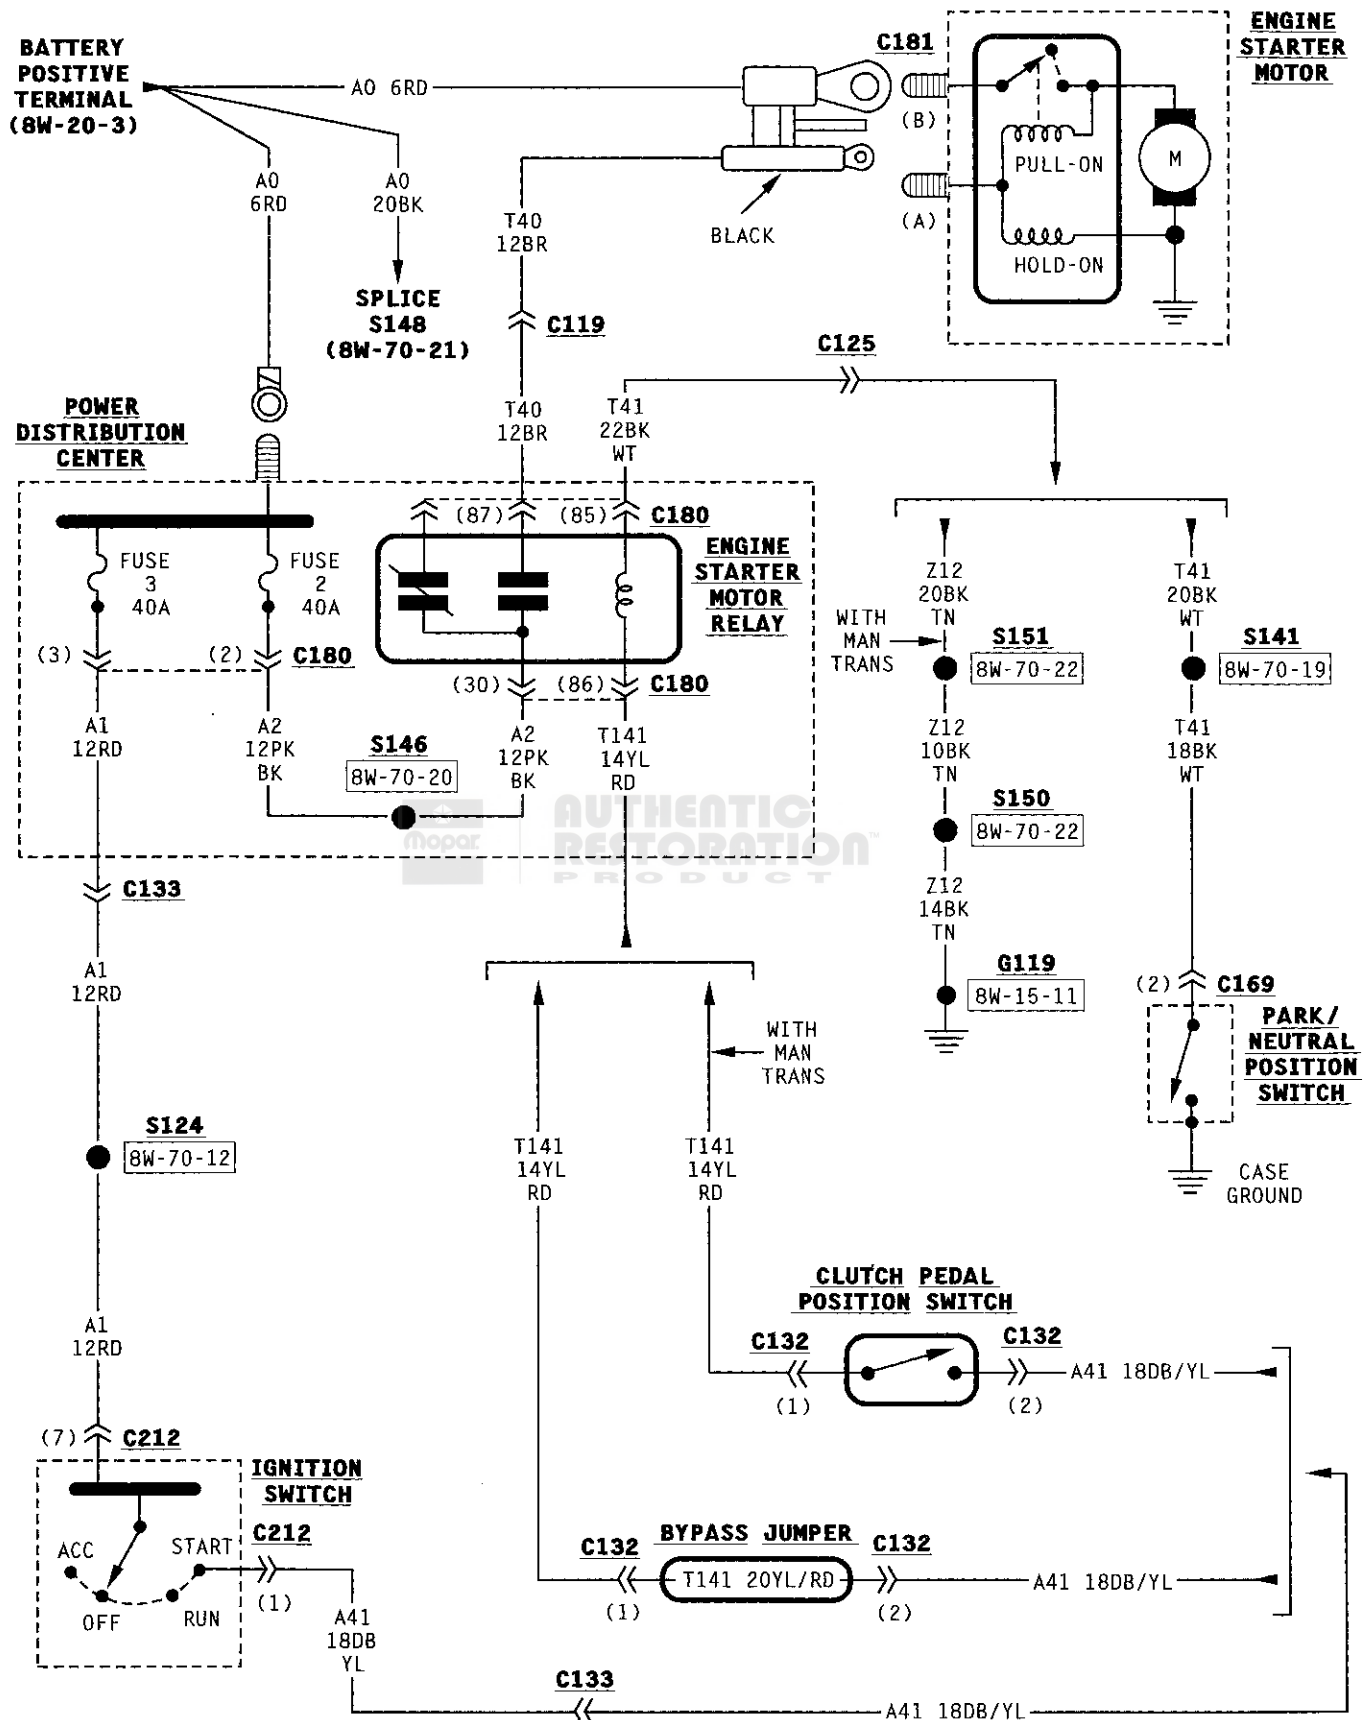 BATTERY
POSITIVE
TERMINAL
(8W-20-3)
A0 6RD
C181
ENGINE
STARTER
MOTOR
(B)
PULL-ON
M
(A)
HOLD-ON
BLACK
A0
6RD
A0
20BK
T40
12BR
SPLICE
S148
(8W-70-21)
C119
C125
POWER
DISTRIBUTION
CENTER
T40
12BR
T41
22BK
WT
(87)
(85)
C180
FUSE
3
40A
FUSE
2
40A
ENGINE
STARTER
MOTOR
RELAY
(3)
(2)
C180
(30)
(86)
C180
Z12
20BK
TN
WITH
MAN
TRANS
S151
8W-70-22
T41
20BK
WT
S141
8W-70-19
A1
12RD
A2
12PK
BK
S146
8W-70-20
A2
12PK
BK
T141
14YL
RD
Z12
10BK
TN
T41
18BK
WT
S150
8W-70-22
Mopar
AUTHENTIC
RESTORATION™
PRODUCT
C133
Z12
14BK
TN
A1
12RD
G119
8W-15-11
(2)
C169
PARK/
NEUTRAL
POSITION
SWITCH
WITH
MAN
TRANS
S124
8W-70-12
T141
14YL
RD
T141
14YL
RD
CASE
GROUND
CLUTCH PEDAL
POSITION SWITCH
A1
12RD
C132
C132
A41 18DB/YL
(1)
(2)
(7)
C212
IGNITION
SWITCH
ACC
START
OFF
RUN
C212
(1)
BYPASS JUMPER
C132
C132
T141 20YL/RD
A41 18DB/YL
(1)
(2)
A41
18DB
YL
C133
A41 18DB/YL